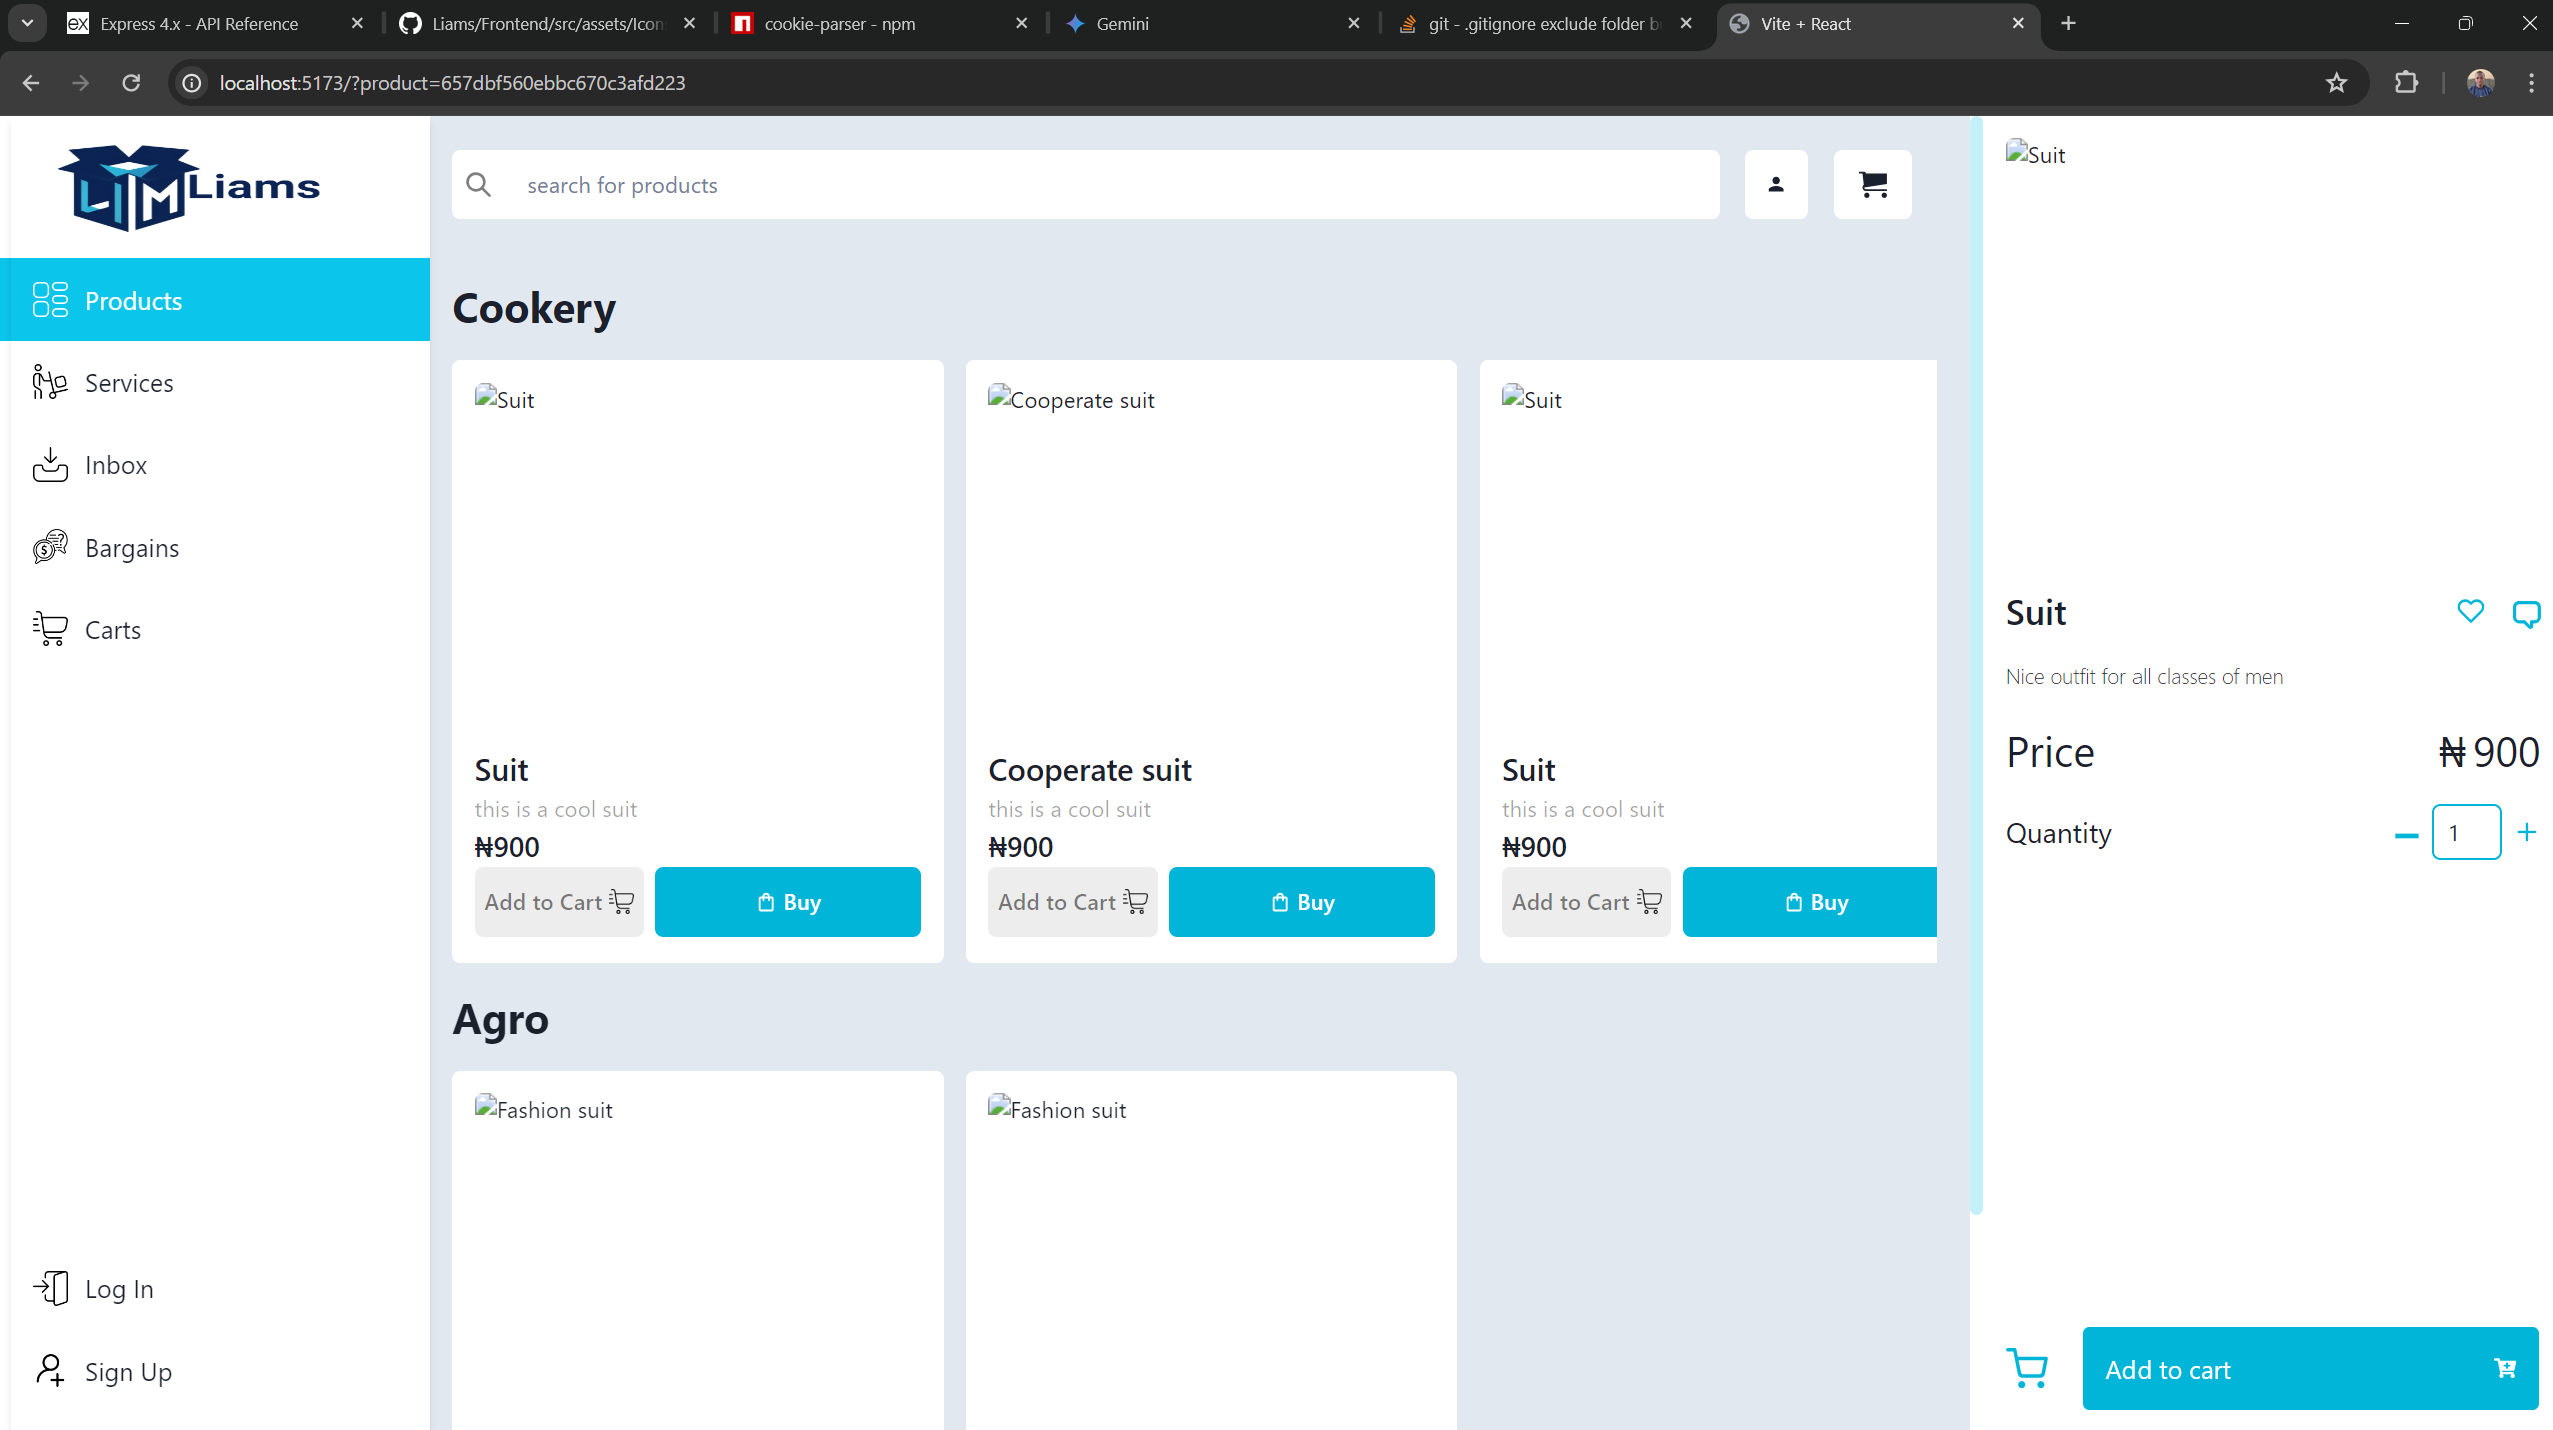 Express 4.x - API Reference
Liams/Frontend/src/assets/Icon
cookie-parser - npm
Gemini
git - .gitignore exclude folder b
Vite + React
localhost:5173/?product=657dbf560ebbc670c3afd223
LIM Liams
Products
Services
Inbox
Bargains
Carts
Log In
Sign Up
search for products
Cookery
Suit
Cooperate suit
Suit
Suit
this is a cool suit
₦900
Add to Cart
Buy
Cooperate suit
this is a cool suit
₦900
Add to Cart
Buy
Suit
this is a cool suit
₦900
Add to Cart
Buy
Agro
Fashion suit
Fashion suit
Suit
Suit
Nice outfit for all classes of men
Price ₦ 900
Quantity 1
Add to cart